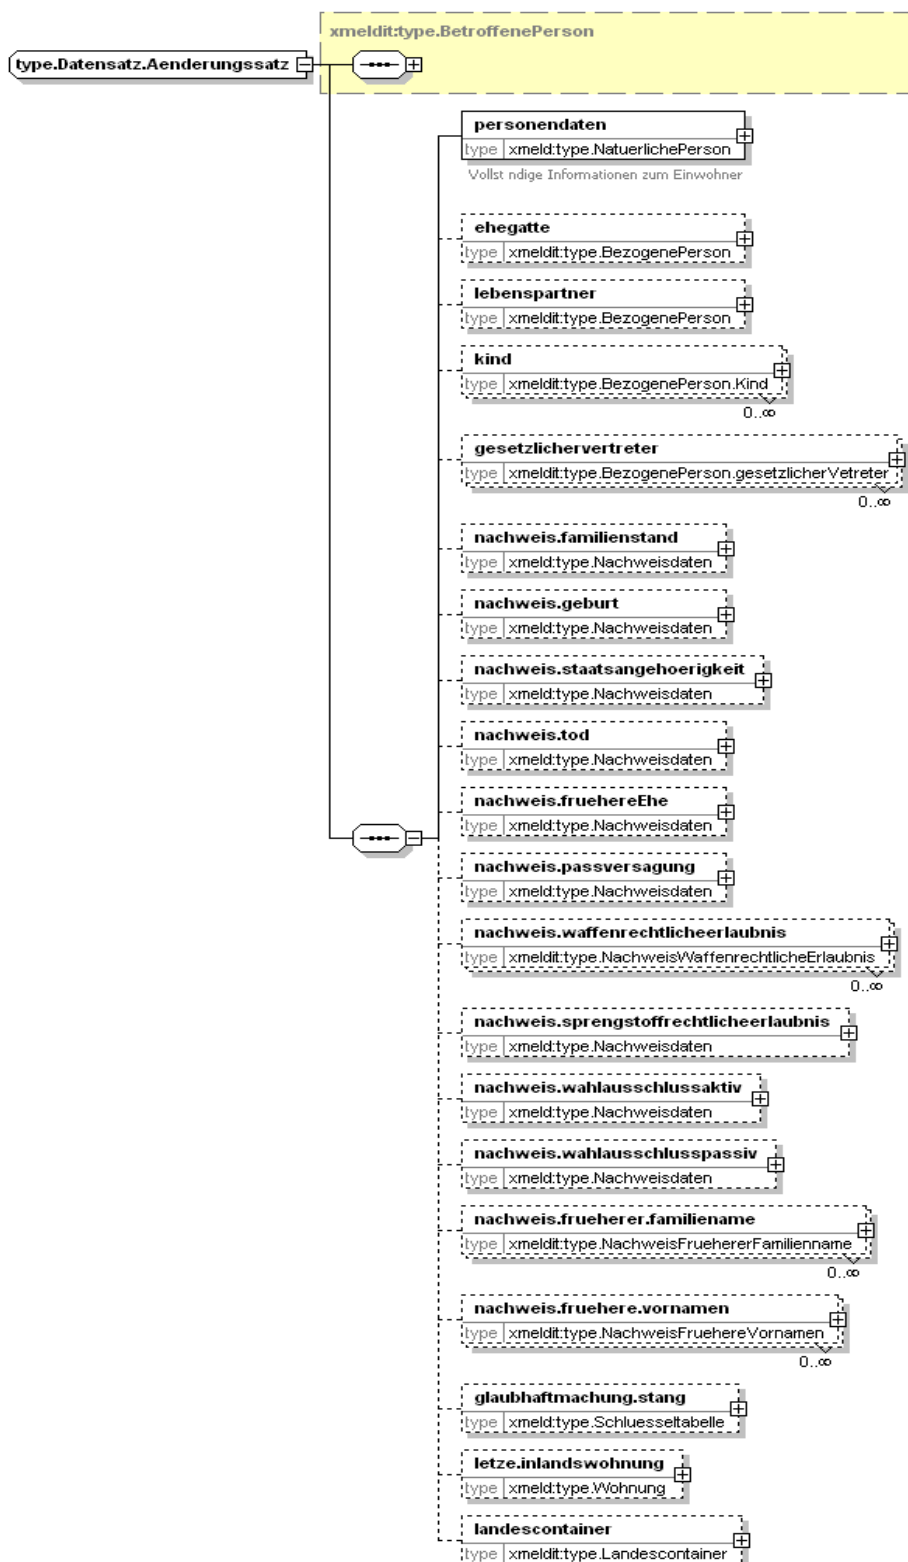 xmeldit:type.BetroffenePerson
type.Datensatz.Aenderungssatz
personendaten
type xmeld:type.NatuerlichePerson
Vollst ndige Informationen zum Einwohner
ehegatte
type xmeldit:type.BezogenePerson
lebenspartner
type xmeldit:type.BezogenePerson
kind
type xmeldit:type.BezogenePerson.Kind
0..∞
gesetzlichervertreter
type xmeldit:type.BezogenePerson.gesetzlicherVetreter
0..∞
nachweis.familienstand
type xmeld:type.Nachweisdaten
nachweis.geburt
type xmeld:type.Nachweisdaten
nachweis.staatsangehoerigkeit
type xmeld:type.Nachweisdaten
nachweis.tod
type xmeld:type.Nachweisdaten
nachweis.fruehereEhe
type xmeld:type.Nachweisdaten
nachweis.passversagung
type xmeld:type.Nachweisdaten
nachweis.waffenrechtlicheerlaubnis
type xmeldit:type.NachweisWaffenrechtlicheErlaubnis
0..∞
nachweis.sprengstoffrechtlicheerlaubnis
type xmeld:type.Nachweisdaten
nachweis.wahlausschlussaktiv
type xmeld:type.Nachweisdaten
nachweis.wahlausschlusspassiv
type xmeld:type.Nachweisdaten
nachweis.frueherer.familiename
type xmeldit:type.NachweisFruehererFamilienname
0..∞
nachweis.fruehere.vornamen
type xmeldit:type.NachweisFruehereVornamen
0..∞
glaubhaftmachung.stang
type xmeld:type.Schluesseltabelle
letze.inlandswohnung
type xmeld:type.Wohnung
landescontainer
type xmeld:type.Landescontainer